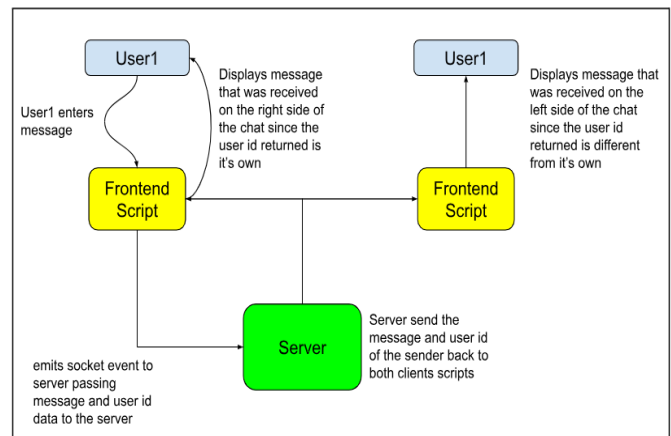 User1
User1
User1 enters
message
Displays message
that was received
on the right side of
the chat since the
user id returned is
it's own
Displays message that
was received on the
left side of the chat
since the user id
returned is different
from it's own
Frontend
Script
Frontend
Script
Server
Server send the
message and user id
of the sender back to
both clients scripts
emits socket event to
server passing
message and user id
data to the server